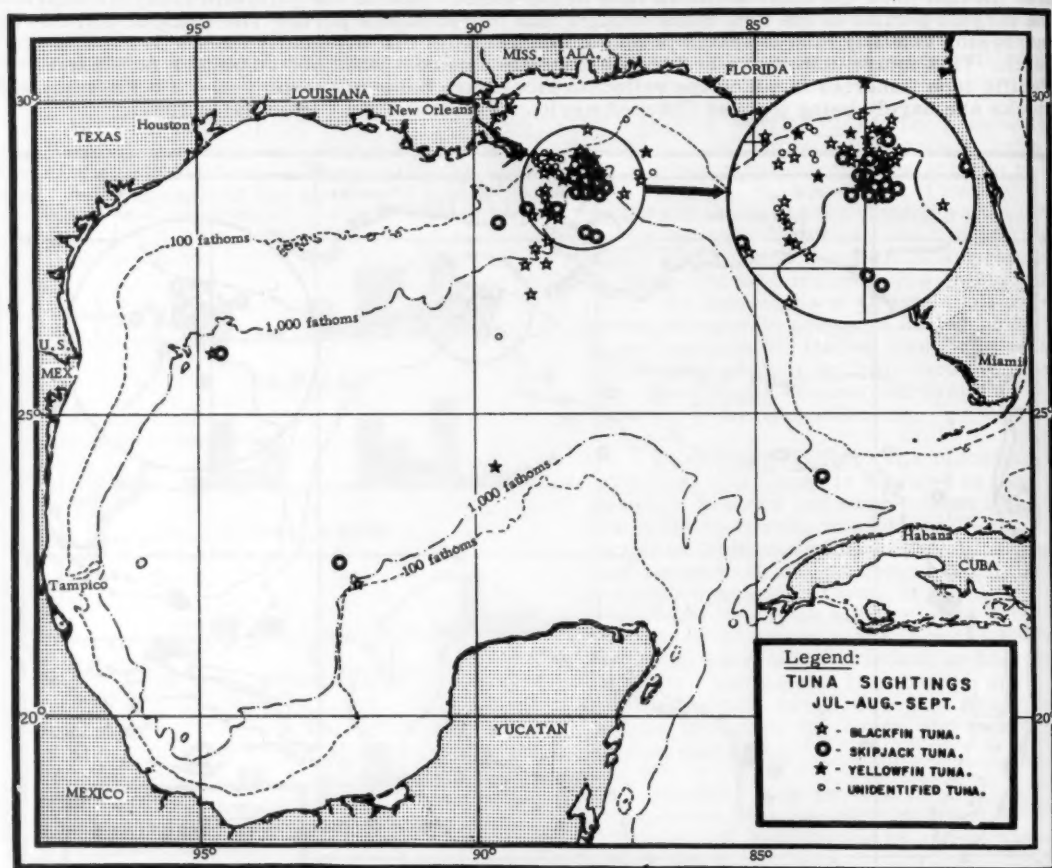 95°
90°
85°
MISS.
ALA.
FLORIDA
30°
30°
LOUISIANA
New Orleans
TEXAS
Houston
100 fathoms
1,000 fathoms
U.S.
MEX.
Miami
25°
25°
1,000 fathoms
100 fathoms
Habana
CUBA
Tampico
Legend:
TUNA SIGHTINGS
JUL-AUG.-SEPT.
☆ - BLACKFIN TUNA.
O - SKIPJACK TUNA.
★ - YELLOWFIN TUNA.
o - UNIDENTIFIED TUNA.
20°
20°
YUCATAN
MEXICO
95°
90°
85°